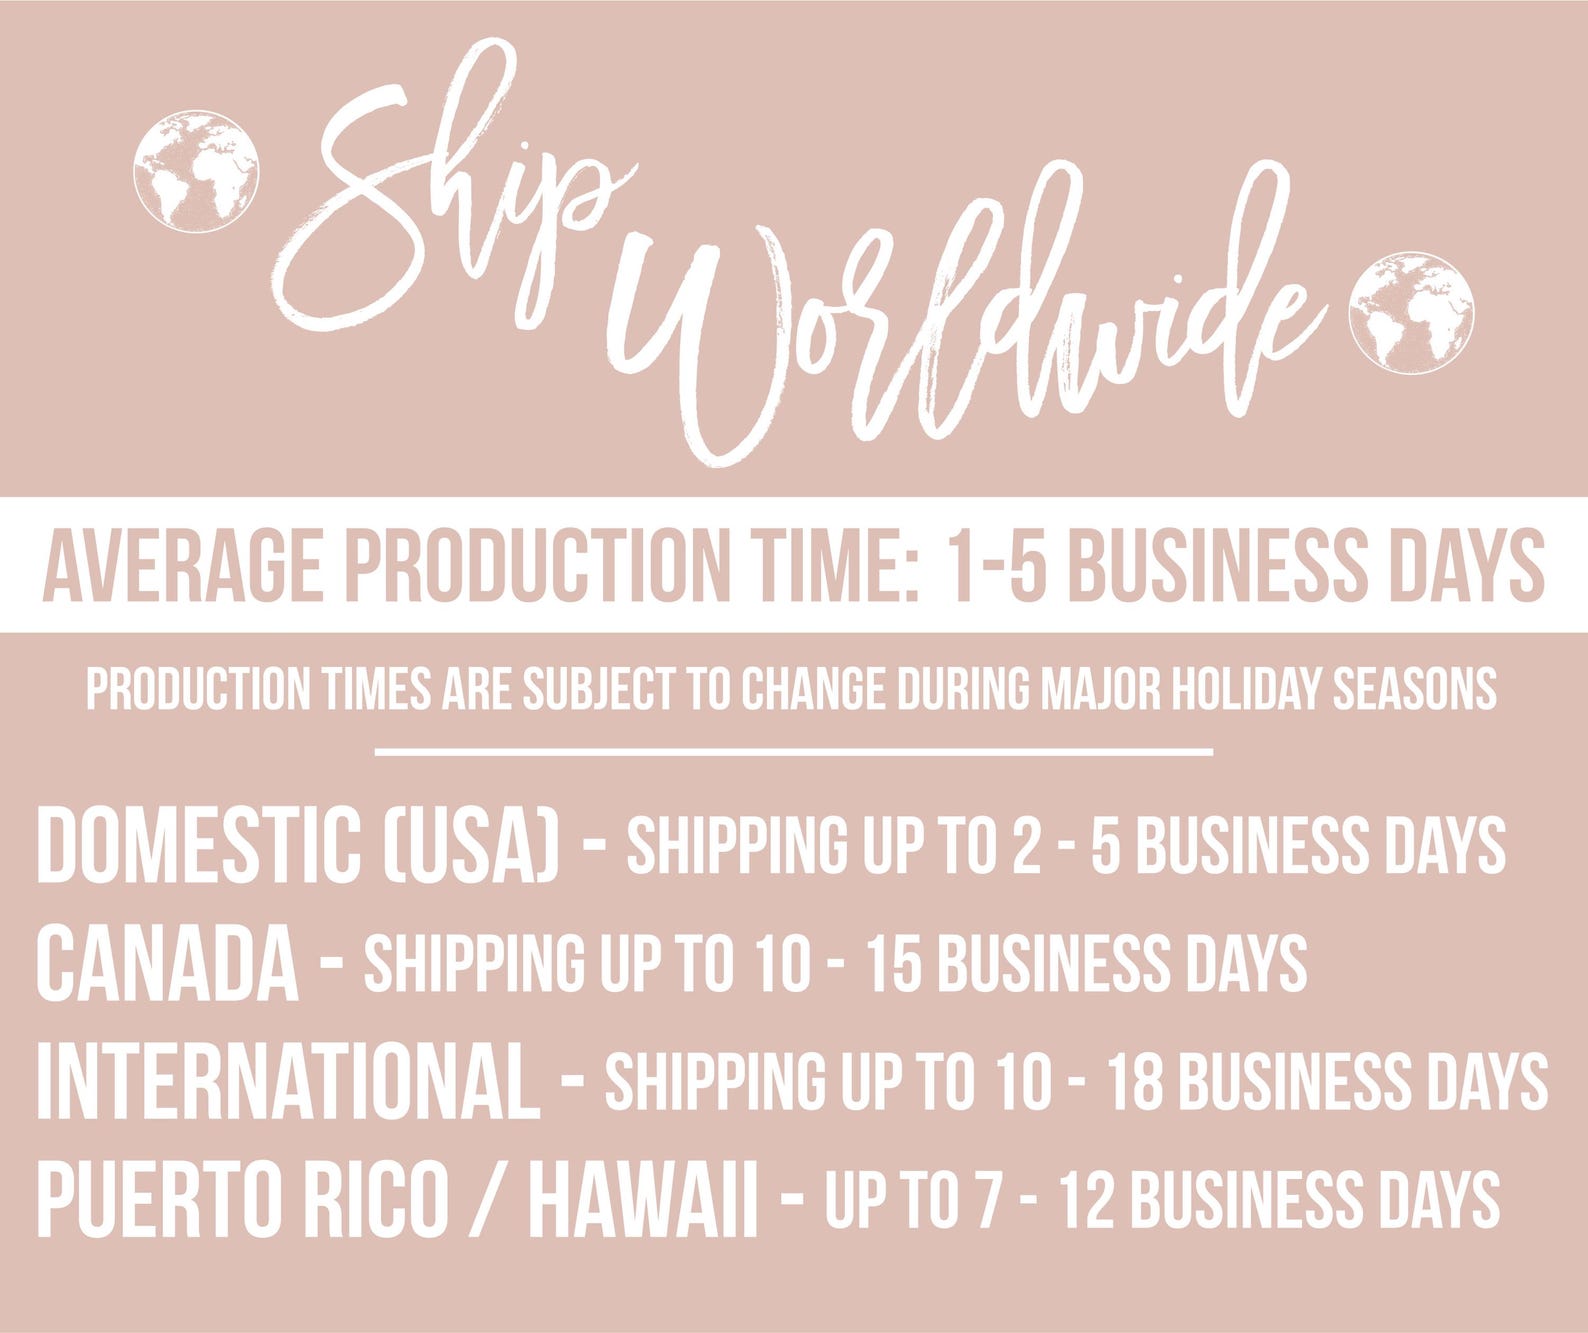 Ship
Worldwide
AVERAGE PRODUCTION TIME: 1-5 BUSINESS DAYS
PRODUCTION TIMES ARE SUBJECT TO CHANGE DURING MAJOR HOLIDAY SEASONS
DOMESTIC (USA) - SHIPPING UP TO 2 - 5 BUSINESS DAYS
CANADA - SHIPPING UP TO 10 - 15 BUSINESS DAYS
INTERNATIONAL - SHIPPING UP TO 10 - 18 BUSINESS DAYS
PUERTO RICO / HAWAII - UP TO 7 - 12 BUSINESS DAYS